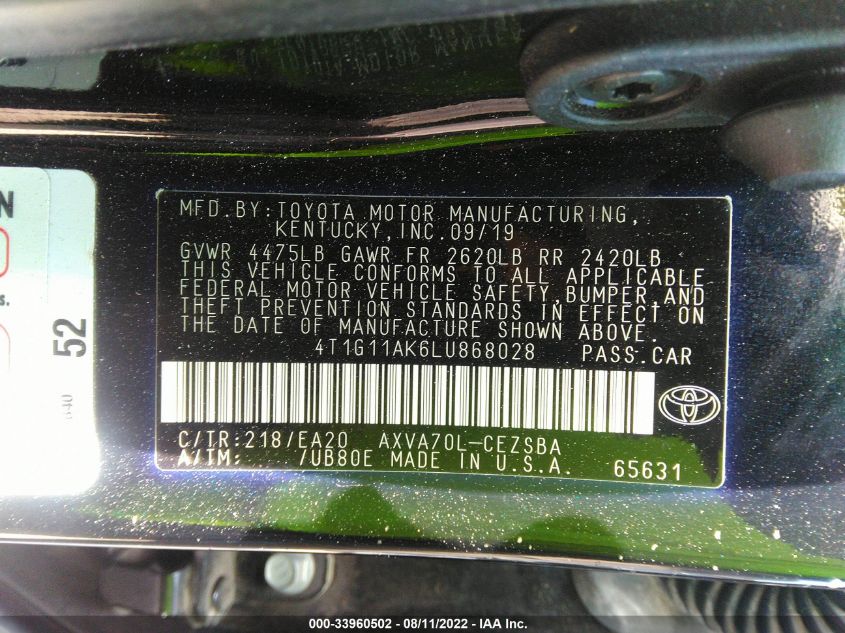 MFD.BY:TOYOTA MOTOR MANUFACTURING,
KENTUCKY,INC.09/19
GVWR 4475LB GAWR FR 2620LB RR 2420LB
THIS VEHICLE CONFORMS TO ALL APPLICABLE
FEDERAL MOTOR VEHICLE SAFETY,BUMPER,AND
THEFT PREVENTION STANDARDS IN EFFECT ON
THE DATE OF MANUFACTURE SHOWN ABOVE.
4T1G11AK6LU868028 PASS.CAR
C/TR:218/EA20 AXVA70L-CEZSBA
A/TM: /UB80E MADE IN U.S.A. 65631
N
s.
52
000-33960502 - 08/11/2022 - IAA Inc.